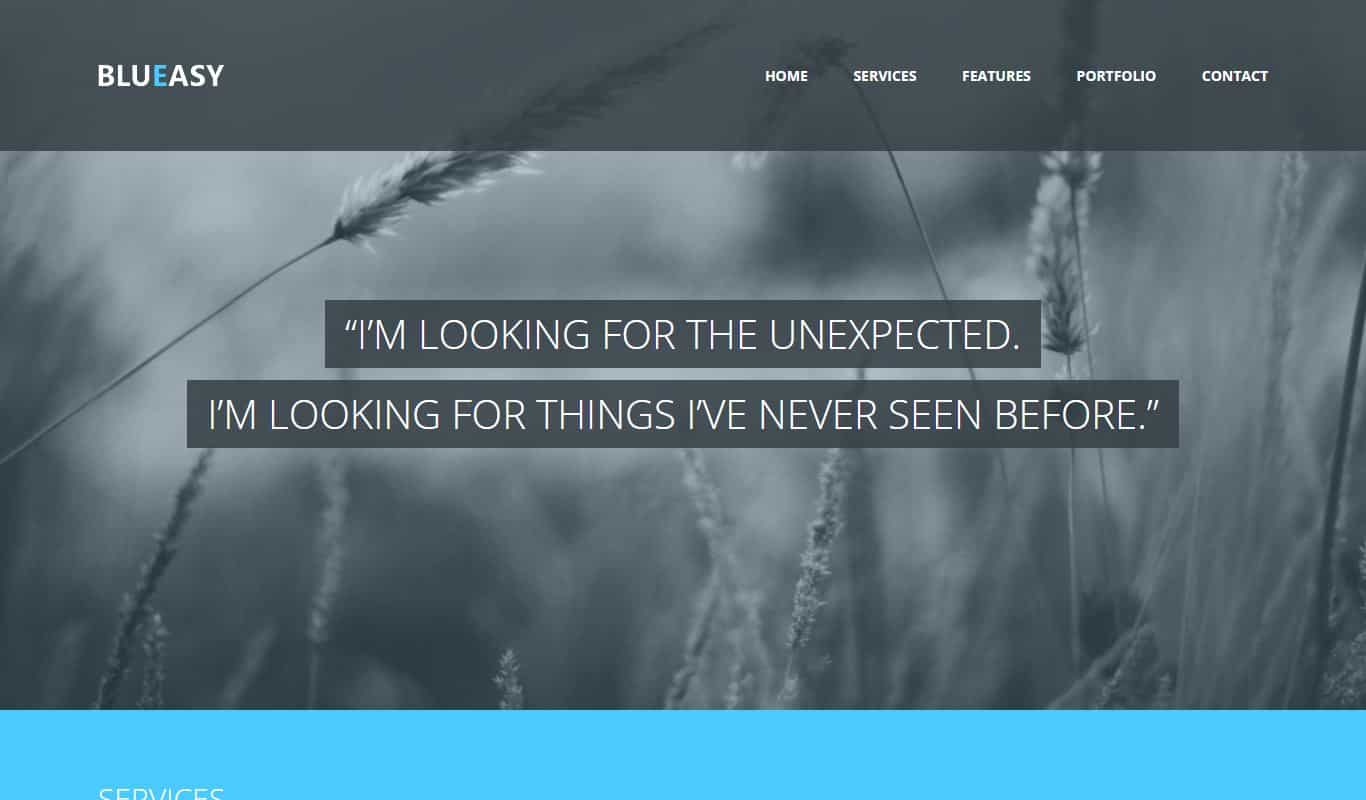 BLUEASY
HOME SERVICES FEATURES PORTFOLIO CONTACT
“I’M LOOKING FOR THE UNEXPECTED.
I’M LOOKING FOR THINGS I’VE NEVER SEEN BEFORE.”
SERVICES